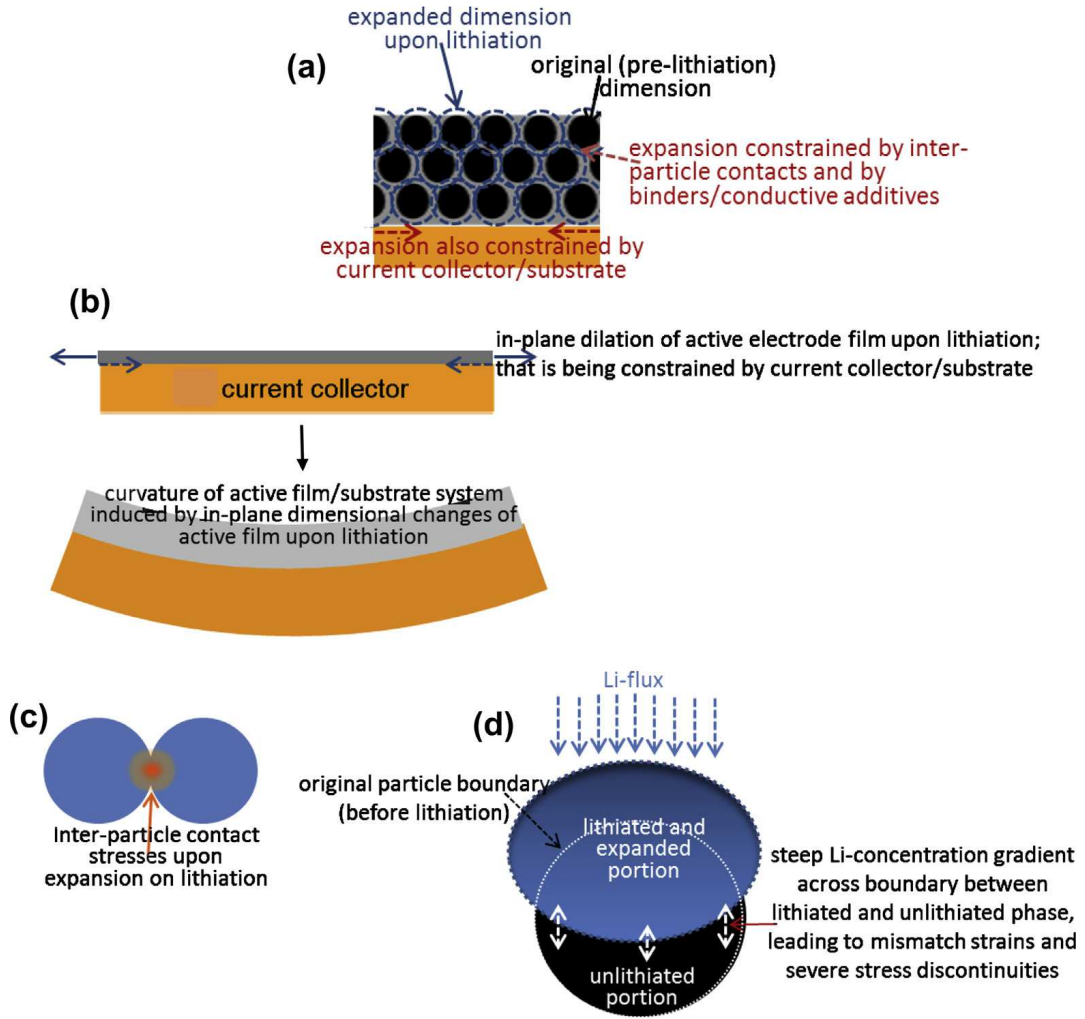 (a)
expanded dimension
upon lithiation
original (pre-lithiation)
dimension
expansion constrained by inter-
particle contacts and by
binders/conductive additives
expansion also constrained by
current collector/substrate
(b)
in-plane dilation of active electrode film upon lithiation;
that is being constrained by current collector/substrate
current collector
curvature of active film/substrate system
induced by in-plane dimensional changes of
active film upon lithiation
(c)
Inter-particle contact
stresses upon
expansion on lithiation
(d)
Li-flux
original particle boundary
(before lithiation)
lithiated and
expanded
portion
steep Li-concentration gradient
across boundary between
lithiated and unlithiated phase,
leading to mismatch strains and
severe stress discontinuities
unlithiated
portion